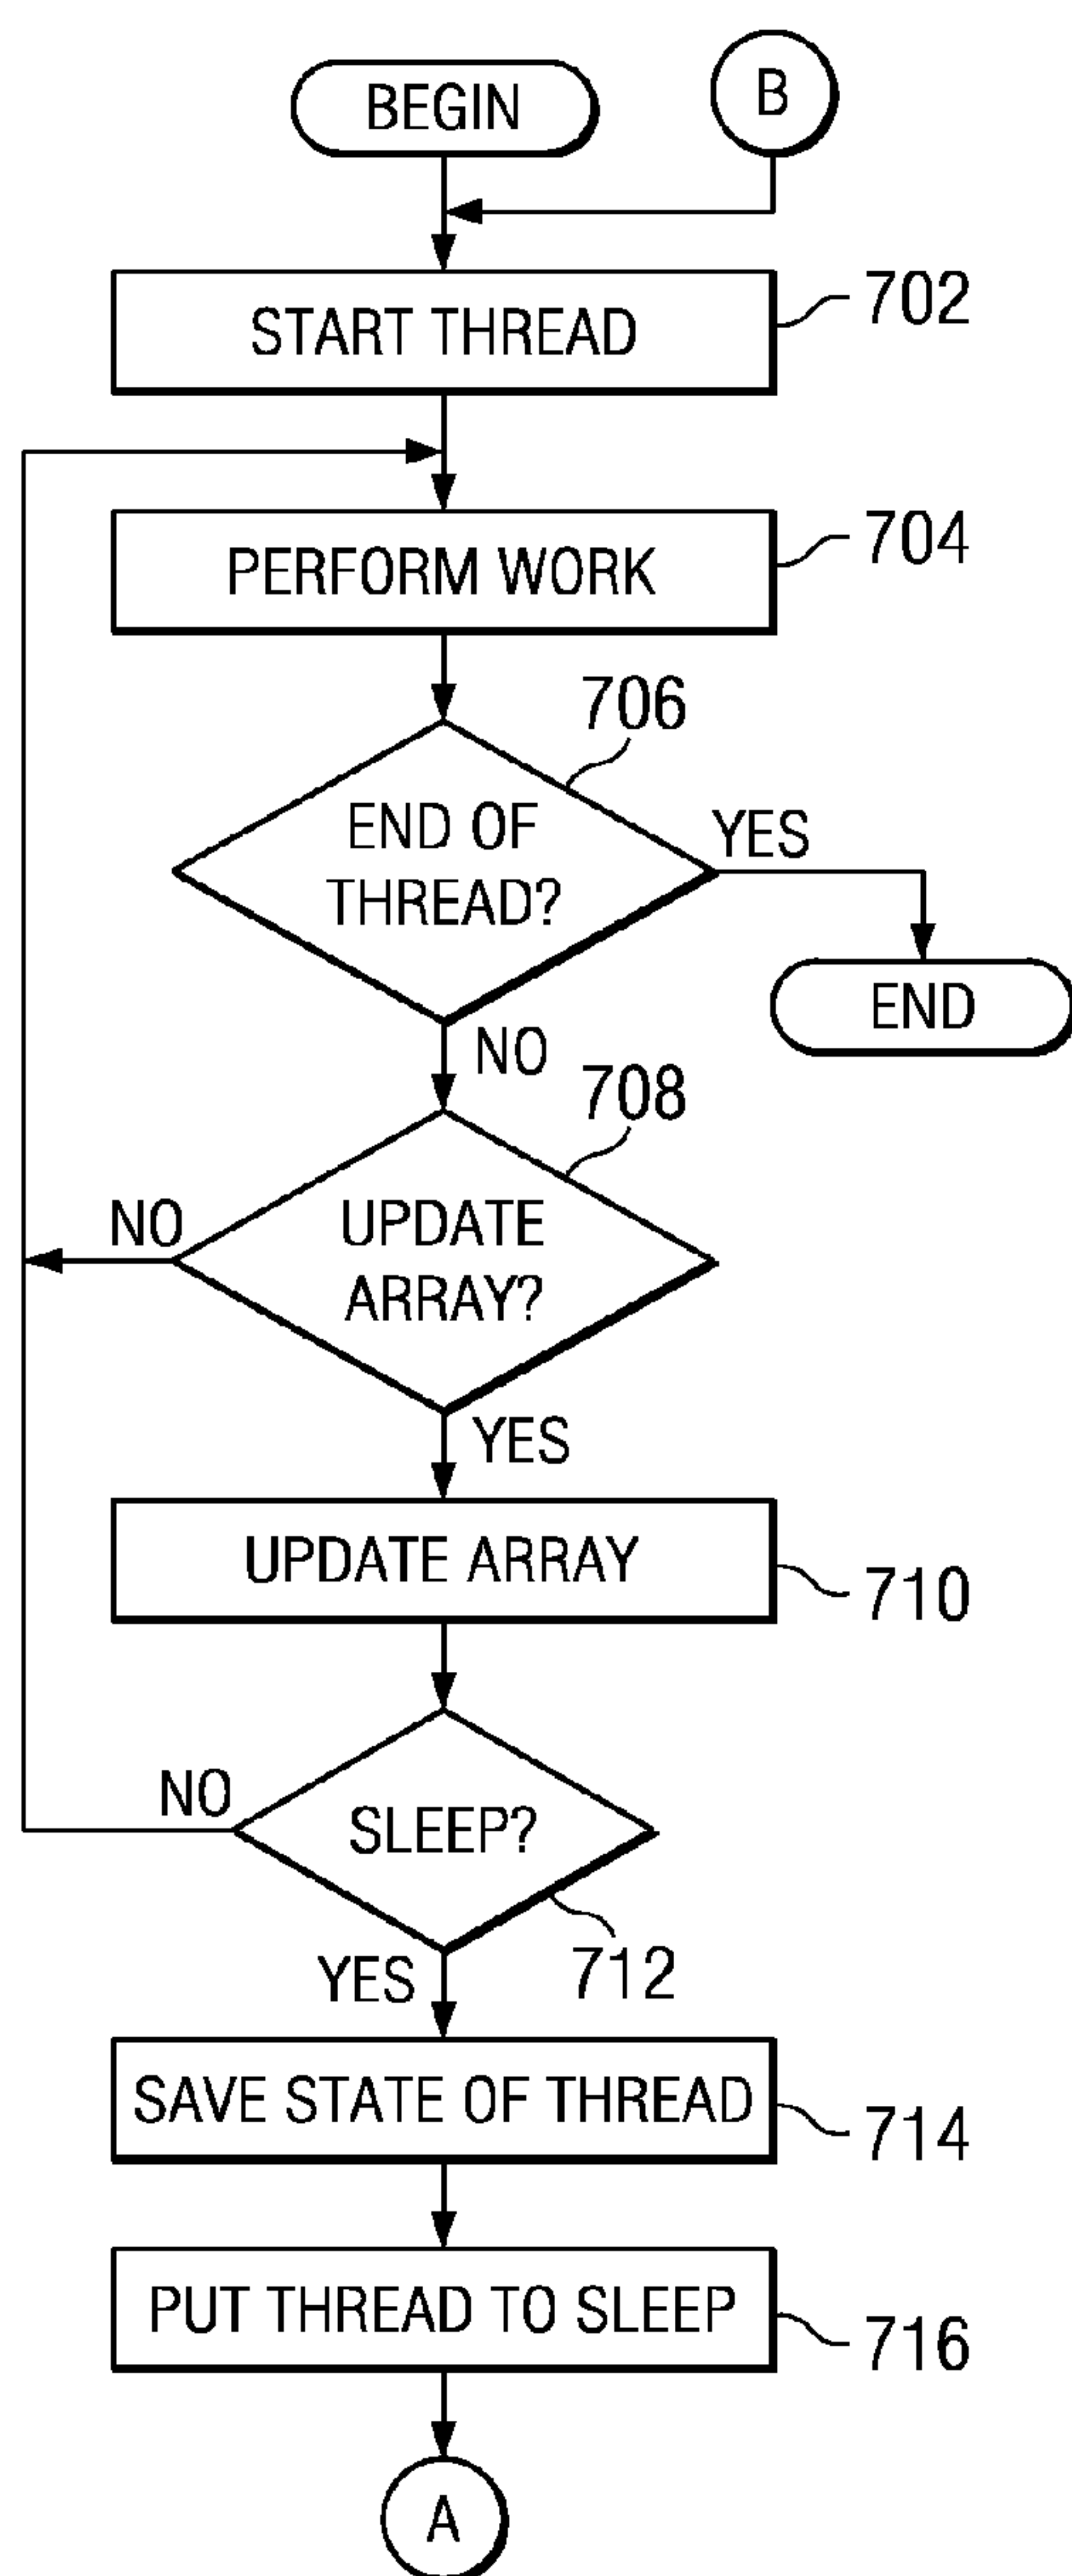 BEGIN
B
START THREAD
702
PERFORM WORK
704
706
END OF
THREAD?
YES
END
NO
708
UPDATE
ARRAY?
NO
YES
UPDATE ARRAY
710
SLEEP?
NO
712
YES
SAVE STATE OF THREAD
714
PUT THREAD TO SLEEP
716
A